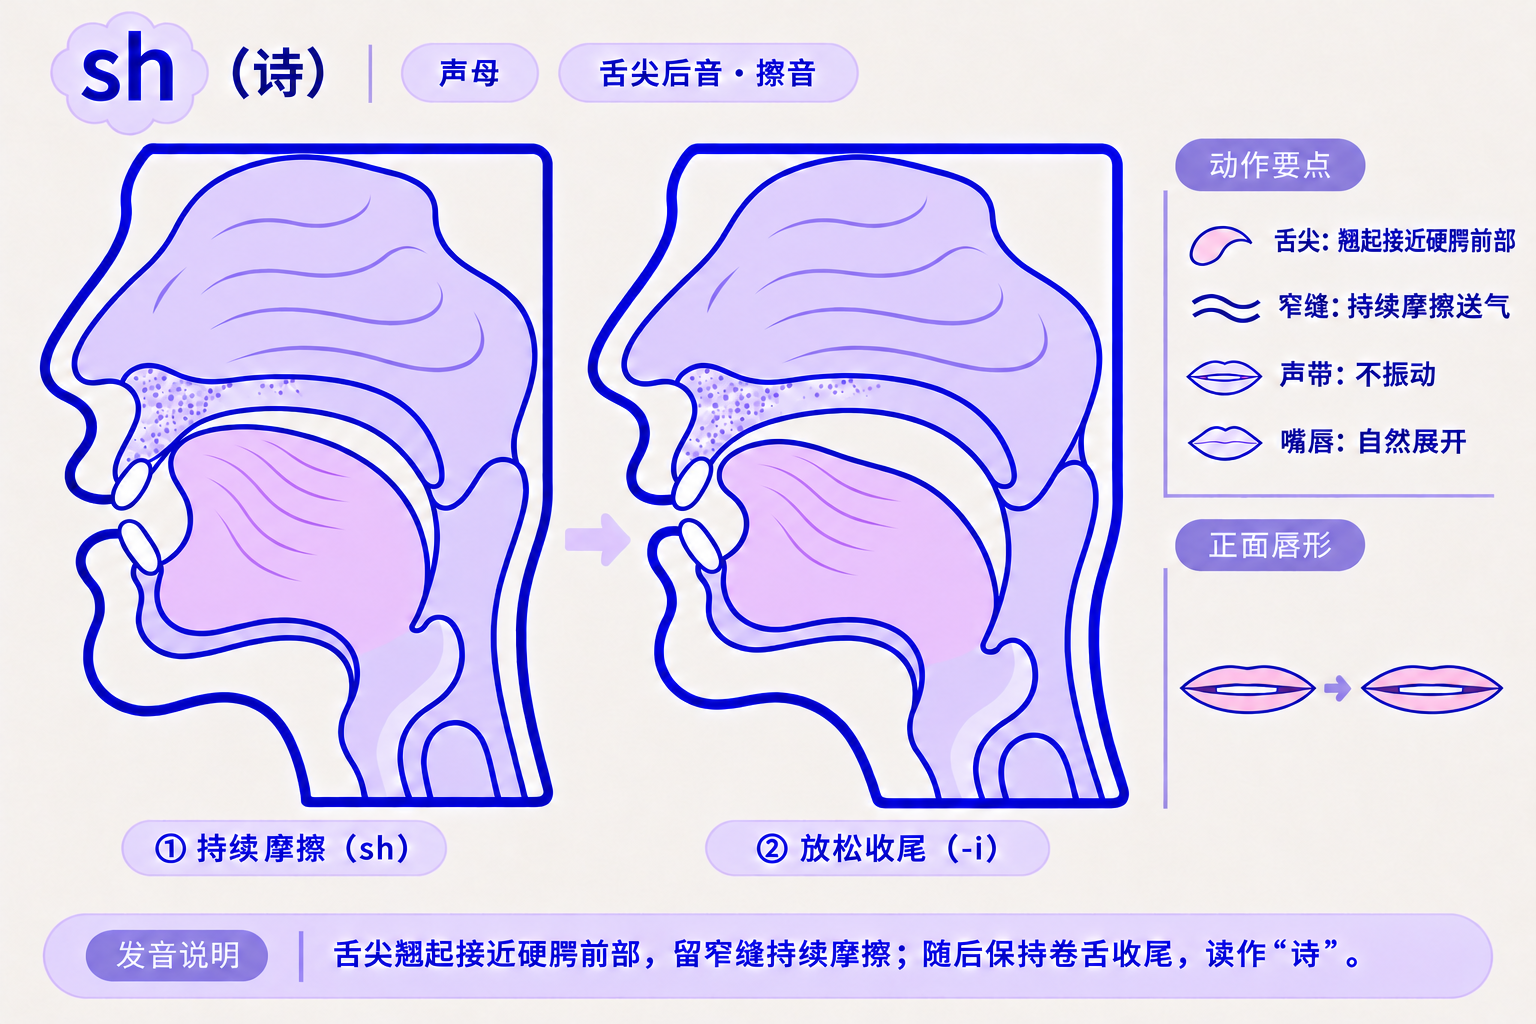 sh（诗）
声母
舌尖后音·擦音
动作要点
舌尖：翘起接近硬腭前部
窄缝：持续摩擦送气
声带：不振动
嘴唇：自然展开
正面唇形
① 持续摩擦（sh）
② 放松收尾（-i）
发音说明
舌尖翘起接近硬腭前部，留窄缝持续摩擦；随后保持卷舌收尾，读作“诗”。